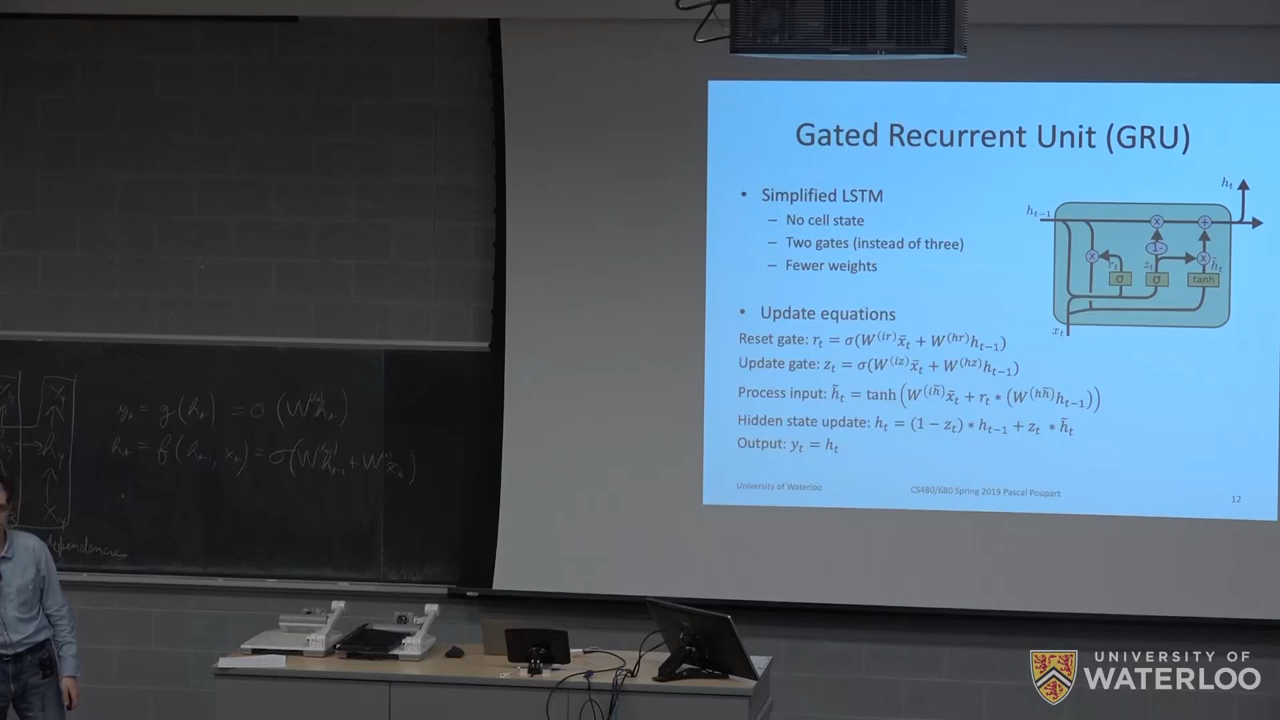 Gated Recurrent Unit (GRU)
• Simplified LSTM
– No cell state
– Two gates (instead of three)
– Fewer weights
h_t
h_{t-1}
x
+
1-
x
x
r_t
z_t
h̃_t
σ
σ
tanh
x_t
• Update equations
Reset gate: r_t = σ(W^(ir) x̄_t + W^(hr) h_{t-1})
Update gate: z_t = σ(W^(iz) x̄_t + W^(hz) h_{t-1})
Process input: h̃_t = tanh(W^(ih̃) x̄_t + r_t * (W^(hh̃) h_{t-1}))
Hidden state update: h_t = (1 − z_t) * h_{t-1} + z_t * h̃_t
Output: y_t = h_t
University of Waterloo
CS480/680 Spring 2019 Pascal Poupart
12
dependencies
UNIVERSITY OF
WATERLOO